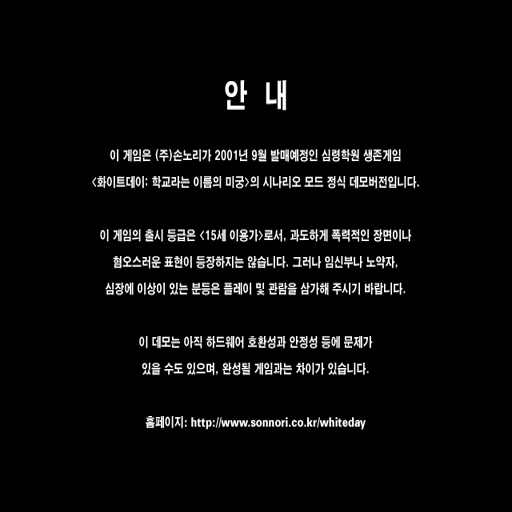 안 내
이 게임은 (주)손노리가 2001년 9월 발매예정인 심령학원 생존게임
<화이트데이: 학교라는 이름의 미궁>의 시나리오 모드 정식 데모버전입니다.
이 게임의 출시 등급은 <15세 이용가>로서, 과도하게 폭력적인 장면이나
혐오스러운 표현이 등장하지는 않습니다. 그러나 임신부나 노약자,
심장에 이상이 있는 분등은 플레이 및 관람을 삼가해 주시기 바랍니다.
이 데모는 아직 하드웨어 호환성과 안정성 등에 문제가
있을 수도 있으며, 완성될 게임과는 차이가 있습니다.
홈페이지: http://www.sonnori.co.kr/whiteday